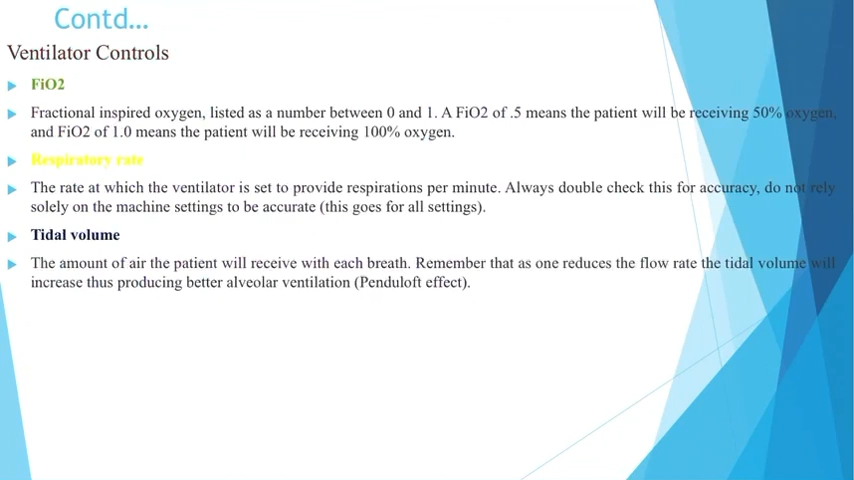 Contd...
Ventilator Controls
FiO2
Fractional inspired oxygen, listed as a number between 0 and 1. A FiO2 of .5 means the patient will be receiving 50% oxygen,
and FiO2 of 1.0 means the patient will be receiving 100% oxygen.
Respiratory rate
The rate at which the ventilator is set to provide respirations per minute. Always double check this for accuracy, do not rely
solely on the machine settings to be accurate (this goes for all settings).
Tidal volume
The amount of air the patient will receive with each breath. Remember that as one reduces the flow rate the tidal volume will
increase thus producing better alveolar ventilation (Penduloft effect).